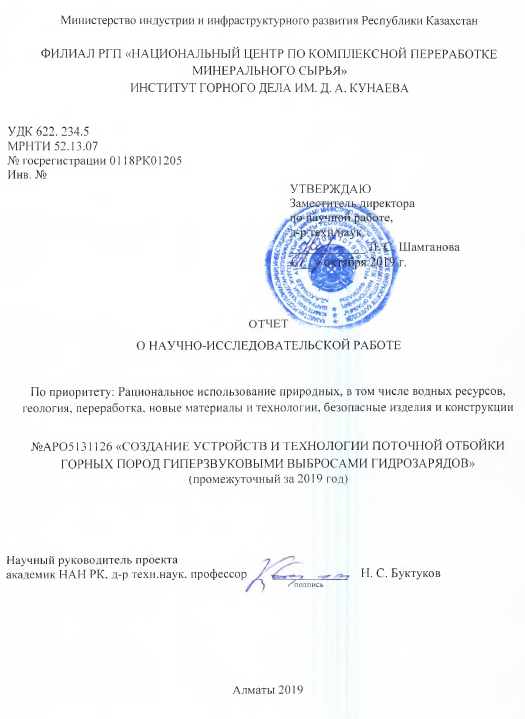 Министерство индустрии и инфраструктурного развития Республики Казахстан
ФИЛИАЛ РГП «НАЦИОНАЛЬНЫЙ ЦЕНТР ПО КОМПЛЕКСНОЙ ПЕРЕРАБОТКЕ
МИНЕРАЛЬНОГО СЫРЬЯ»
ИНСТИТУТ ГОРНОГО ДЕЛА ИМ. Д. А. КУНАЕВА
УДК 622. 234.5
МРНТИ 52.13.07
№ госрегистрации 0118РК01205
Инв. №
УТВЕРЖДАЮ
Заместитель директора
по научной работе,
д-р техн.наук
Л. С. Шамганова
октября 2019 г.
ОТЧЕТ
О НАУЧНО-ИССЛЕДОВАТЕЛЬСКОЙ РАБОТЕ
По приоритету: Рациональное использование природных, в том числе водных ресурсов,
геология, переработка, новые материалы и технологии, безопасные изделия и конструкции
№АРО5131126 «СОЗДАНИЕ УСТРОЙСТВ И ТЕХНОЛОГИИ ПОТОЧНОЙ ОТБОЙКИ
ГОРНЫХ ПОРОД ГИПЕРЗВУКОВЫМИ ВЫБРОСАМИ ГИДРОЗАРЯДОВ»
(промежуточный за 2019 год)
Научный руководитель проекта
академик НАН РК, д-р техн.наук, профессор Н. С. Буктуков
подпись
Алматы 2019